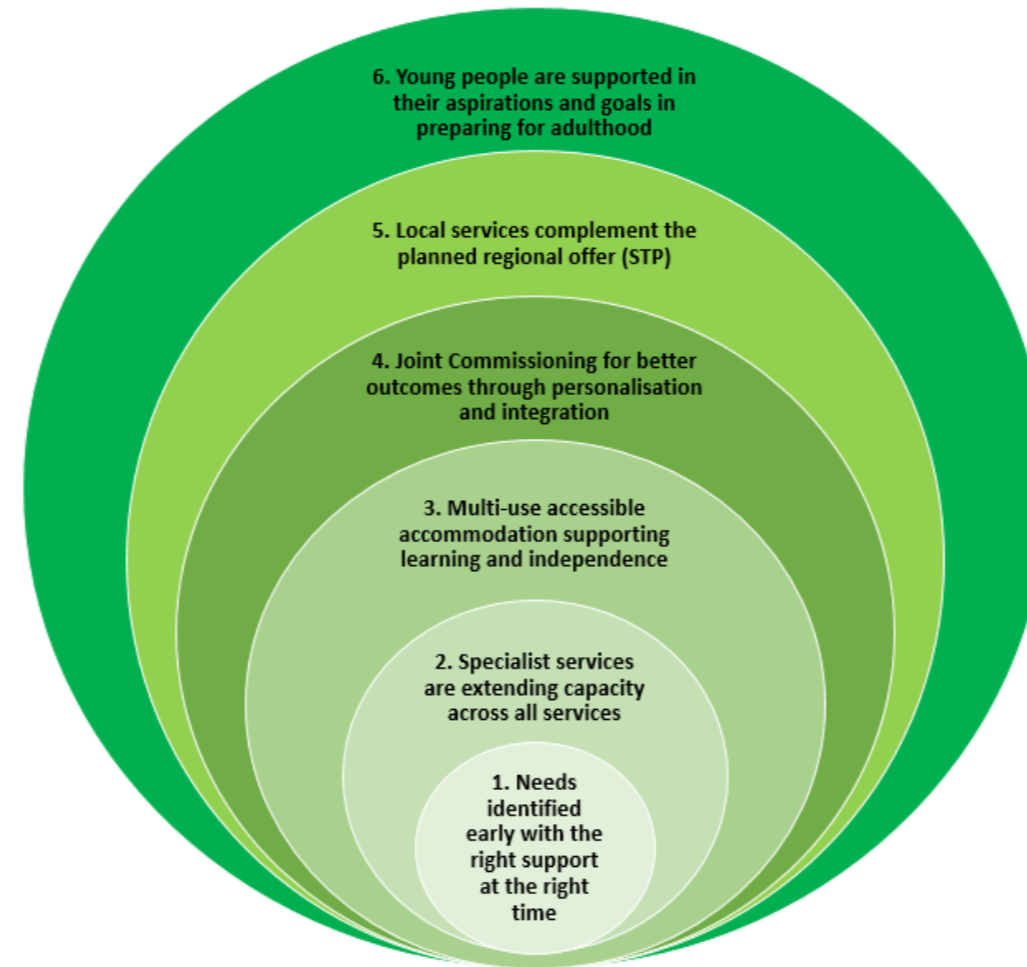 6. Young people are supported in
their aspirations and goals in
preparing for adulthood
5. Local services complement the
planned regional offer (STP)
4. Joint Commissioning for better
outcomes through personalisation
and integration
3. Multi-use accessible
accommodation supporting
learning and independence
2. Specialist services
are extending capacity
across all services
1. Needs
identified
early with the
right support
at the right
time